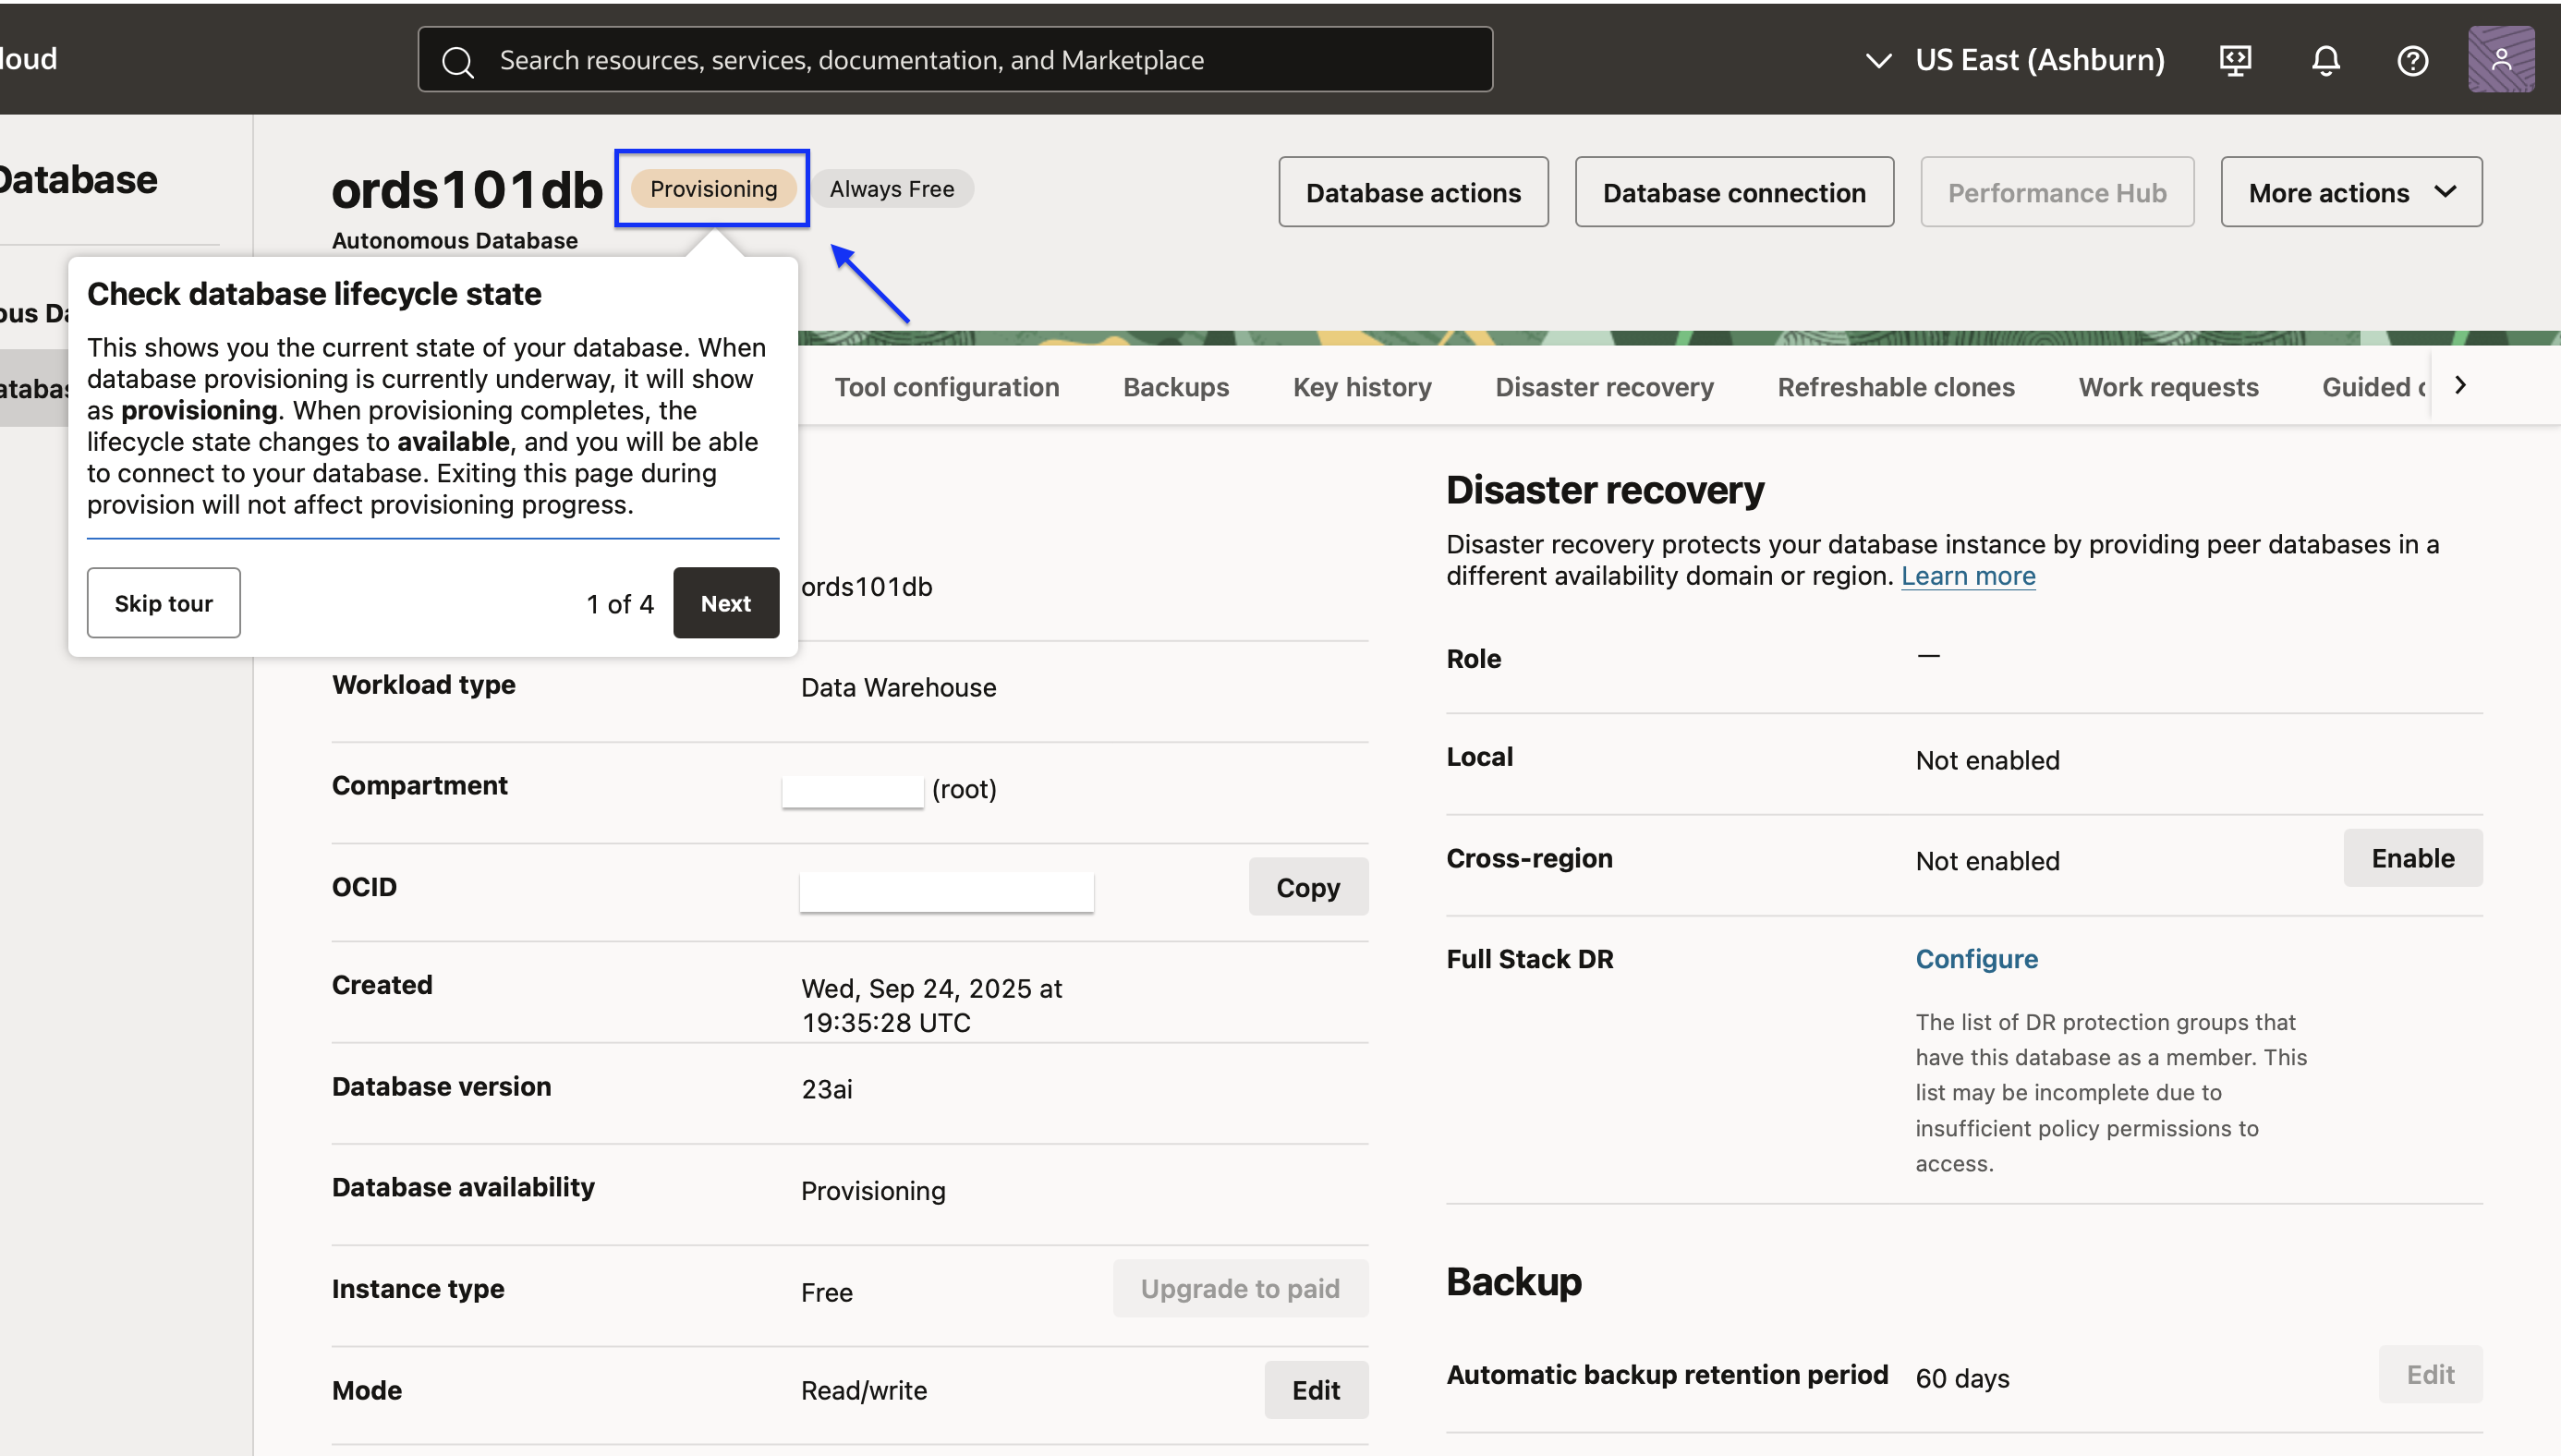 loud
Search resources, services, documentation, and Marketplace
US East (Ashburn)
Database
ords101db
Provisioning
Always Free
Database actions
Database connection
Performance Hub
More actions
Autonomous Database
Check database lifecycle state
This shows you the current state of your database. When
database provisioning is currently underway, it will show
as provisioning. When provisioning completes, the
lifecycle state changes to available, and you will be able
to connect to your database. Exiting this page during
provision will not affect provisioning progress.
Skip tour
1 of 4
Next
ous Da
atabas
Tool configuration
Backups
Key history
Disaster recovery
Refreshable clones
Work requests
Guided
ords101db
Workload type
Data Warehouse
Compartment
(root)
OCID
Copy
Created
Wed, Sep 24, 2025 at
19:35:28 UTC
Database version
23ai
Database availability
Provisioning
Instance type
Free
Upgrade to paid
Mode
Read/write
Edit
Disaster recovery
Disaster recovery protects your database instance by providing peer databases in a
different availability domain or region. Learn more
Role
—
Local
Not enabled
Cross-region
Not enabled
Enable
Full Stack DR
Configure
The list of DR protection groups that
have this database as a member. This
list may be incomplete due to
insufficient policy permissions to
access.
Backup
Automatic backup retention period
60 days
Edit